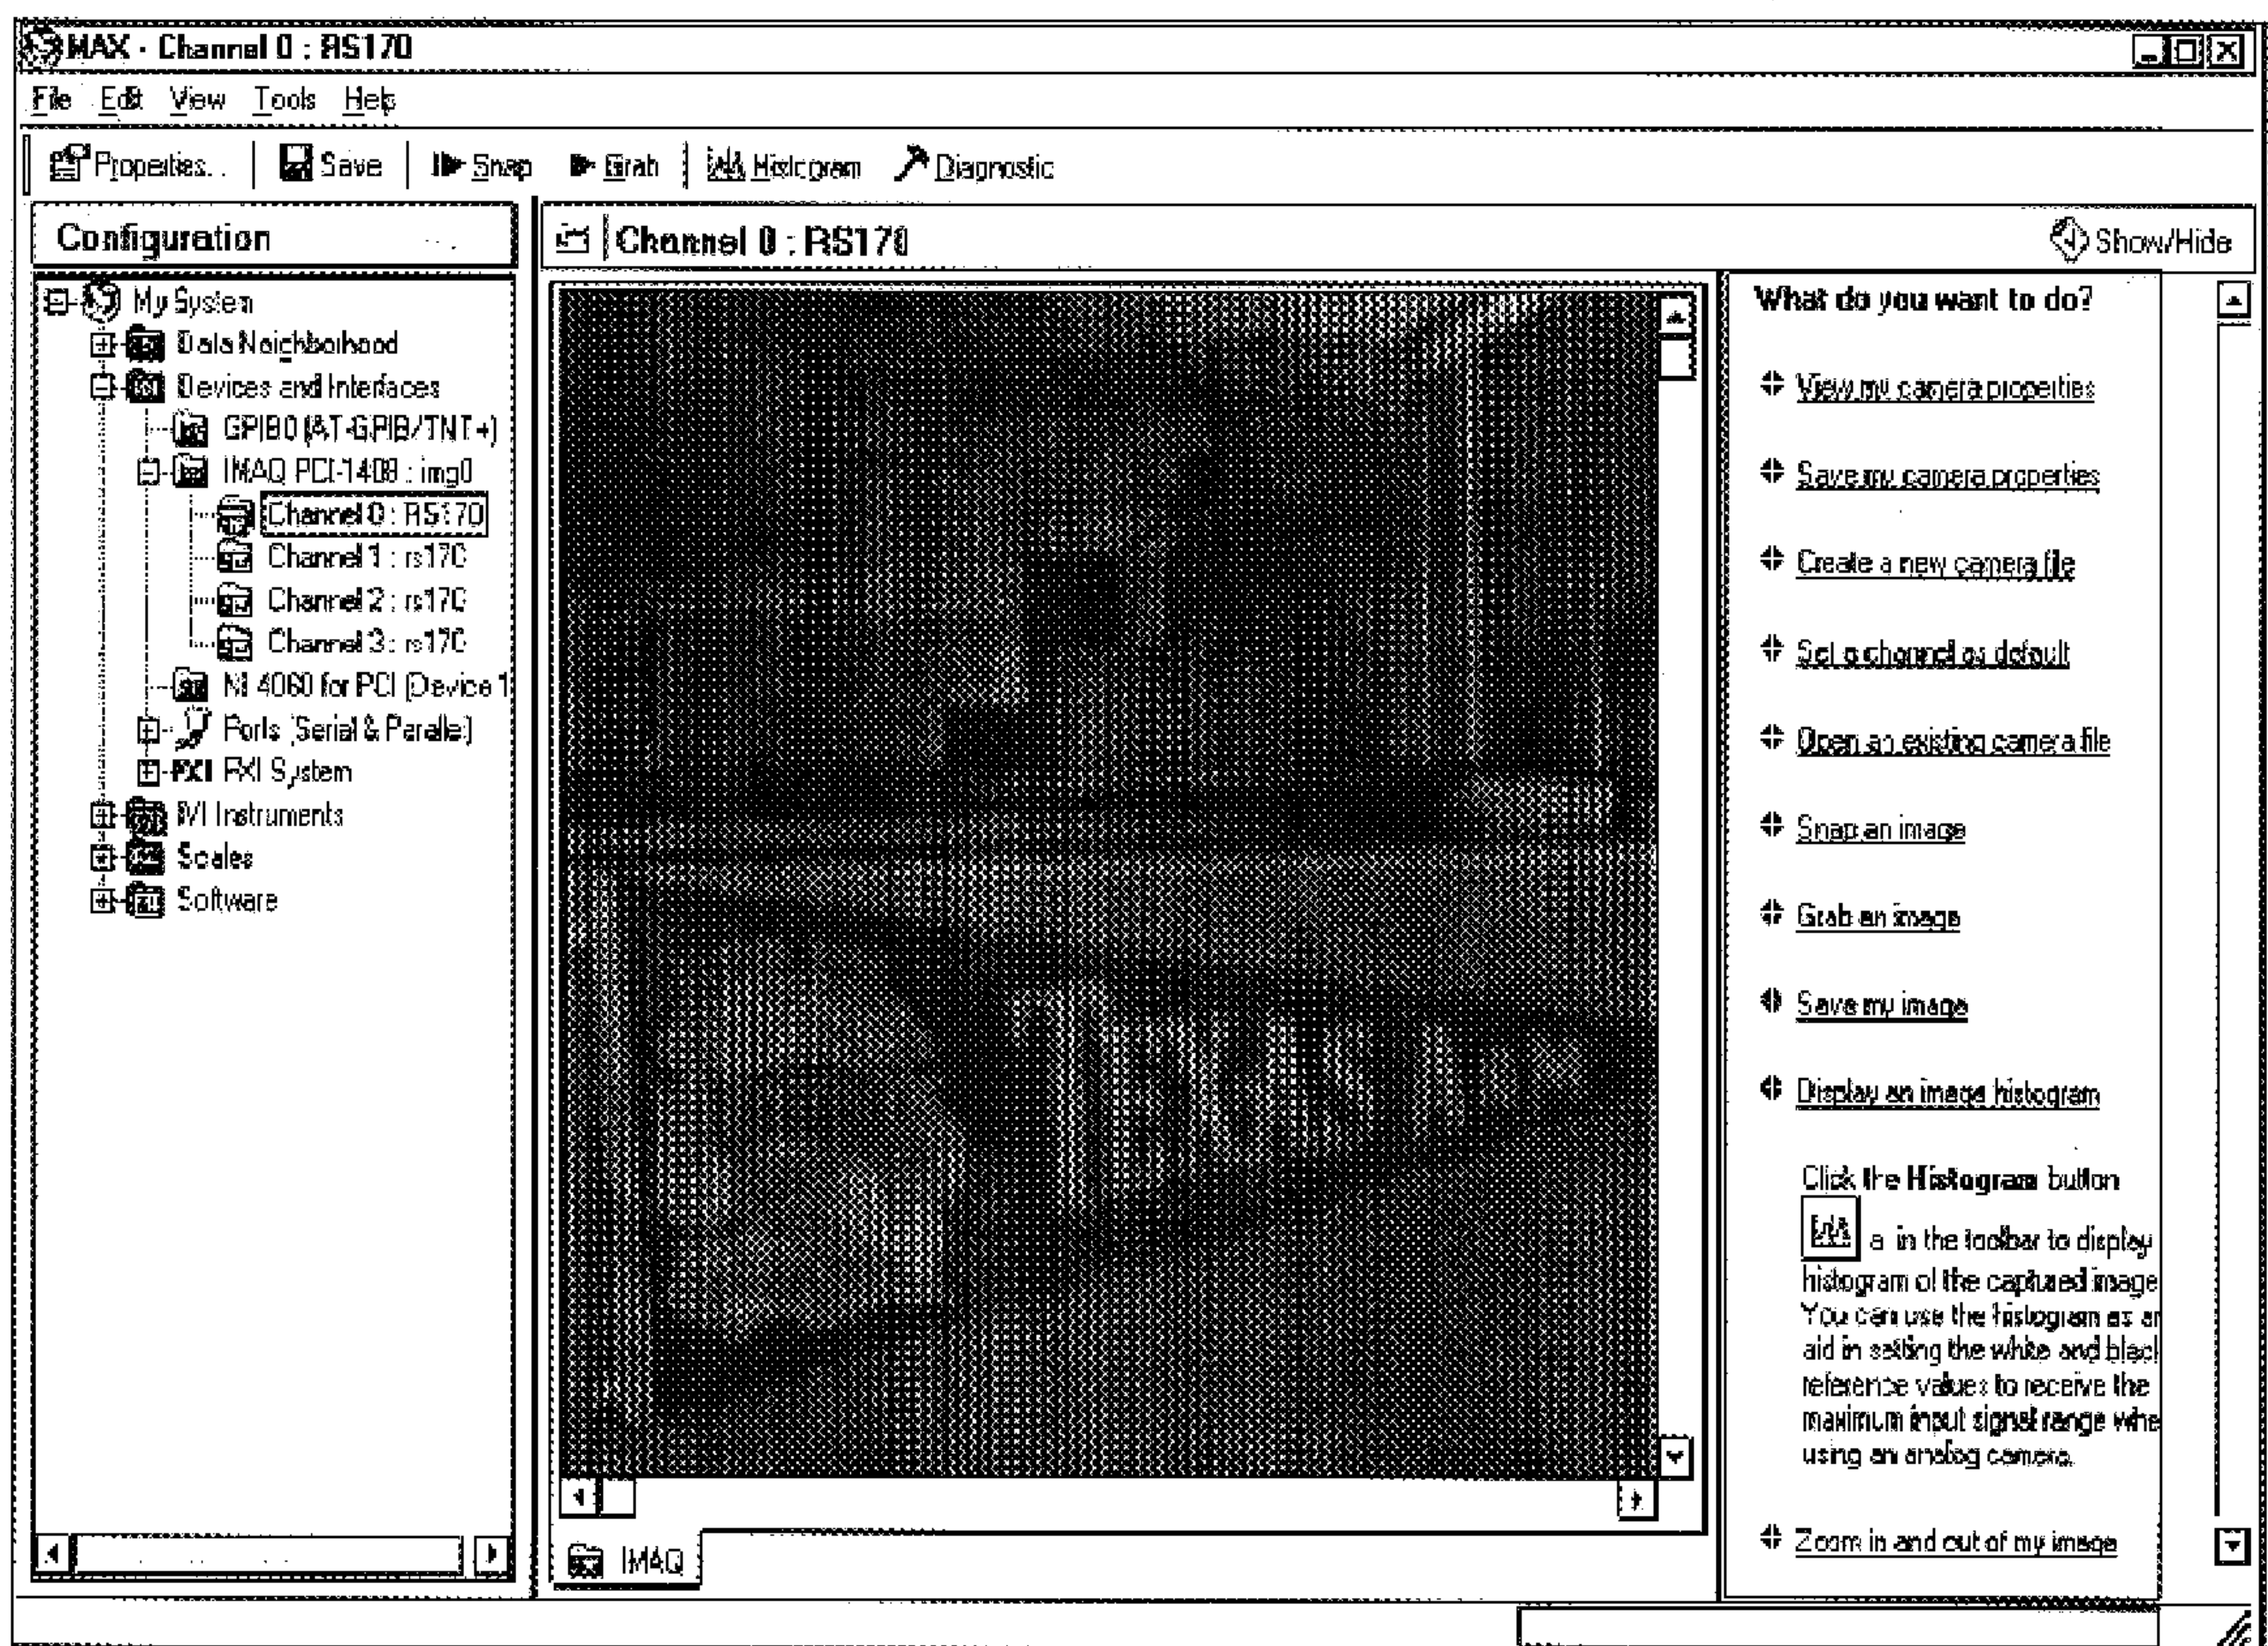 MAX - Channel 0 : RS170
File Edit View Tools Help
Properties... Save Snap Grab Histogram Diagnostic
Configuration
Channel 0 : RS170
Show/Hide
My System
Data Neighborhood
Devices and Interfaces
GPIB0 (AT-GPIB/TNT+)
IMAQ PCI-1408 : img0
Channel 0 : RS170
Channel 1 : rs170
Channel 2 : rs170
Channel 3 : rs170
NI 4060 for PCI (Device 1
Ports (Serial & Parallel)
PXI PXI System
IVI Instruments
Scales
Software
IMAQ
What do you want to do?
View my camera properties
Save my camera properties
Create a new camera file
Set a channel as default
Open an existing camera file
Snap an image
Grab an image
Save my image
Display an image histogram
Click the Histogram button
a in the toolbar to display
histogram of the captured image
You can use the histogram as an
aid in setting the white and blacl
reference values to receive the
maximum input signal range whe
using an analog camera.
Zoom in and out of my image